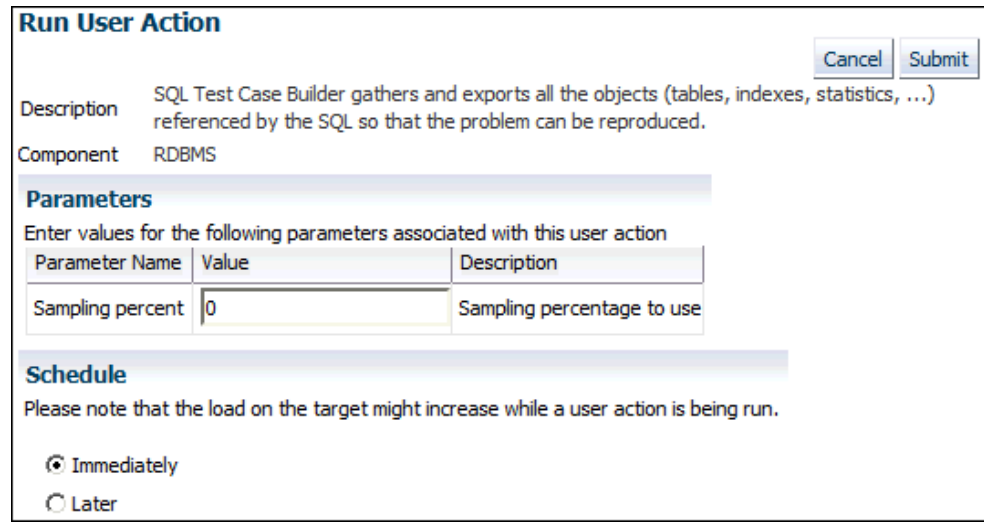 Run User Action
Cancel Submit
Description SQL Test Case Builder gathers and exports all the objects (tables, indexes, statistics, ...)
referenced by the SQL so that the problem can be reproduced.
Component RDBMS
Parameters
Enter values for the following parameters associated with this user action
Parameter Name Value Description
Sampling percent 0 Sampling percentage to use
Schedule
Please note that the load on the target might increase while a user action is being run.
Immediately
Later